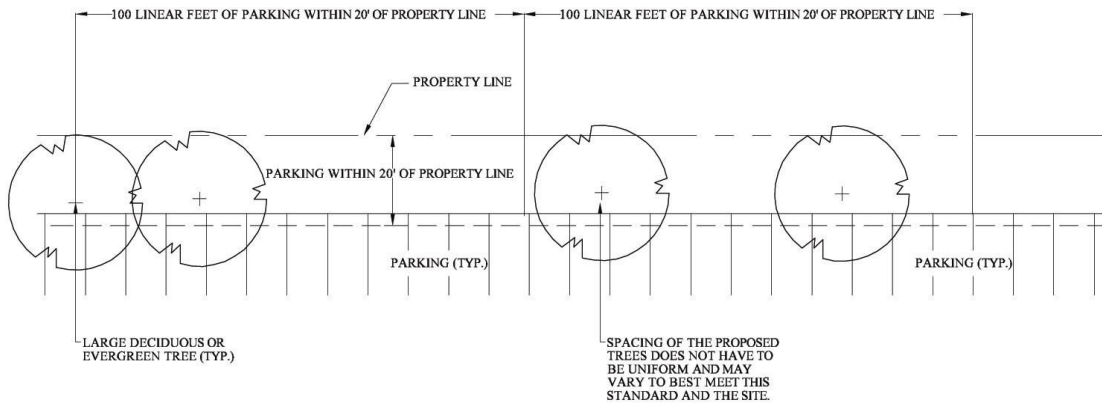 100 LINEAR FEET OF PARKING WITHIN 20' OF PROPERTY LINE
100 LINEAR FEET OF PARKING WITHIN 20' OF PROPERTY LINE
PROPERTY LINE
PARKING WITHIN 20' OF PROPERTY LINE
PARKING (TYP.)
PARKING (TYP.)
LARGE DECIDUOUS OR
EVERGREEN TREE (TYP.)
SPACING OF THE PROPOSED
TREES DOES NOT HAVE TO
BE UNIFORM AND MAY
VARY TO BEST MEET THIS
STANDARD AND THE SITE.